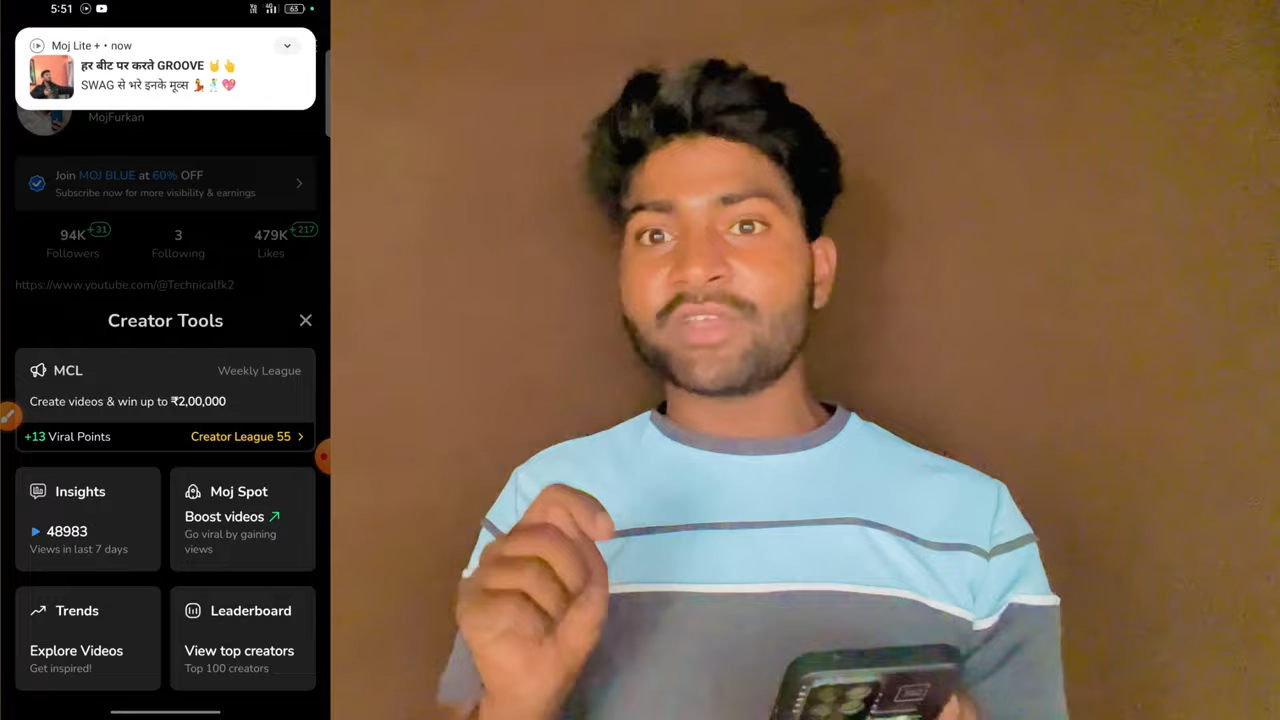 5:51
63
Moj Lite + • now
हर बीट पर करते GROOVE 🤘👆
SWAG से भरे इनके मूव्स 💃🕺💖
MojFurkan
Join MOJ BLUE at 60% OFF
Subscribe now for more visibility & earnings
94K +31
Followers
3
Following
479K +217
Likes
https://www.youtube.com/@Technicalfk2
Creator Tools
MCL
Weekly League
Create videos & win up to ₹2,00,000
+13 Viral Points
Creator League 55
Insights
48983
Views in last 7 days
Moj Spot
Boost videos
Go viral by gaining
views
Trends
Explore Videos
Get inspired!
Leaderboard
View top creators
Top 100 creators